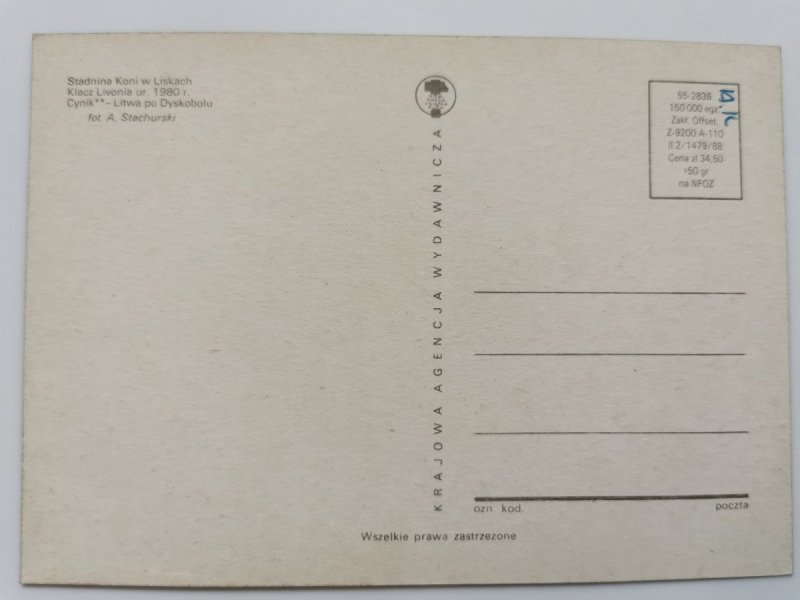 Stadnina Koni w Liskach
Klacz Livonia ur. 1980 r.
Cynik** - Litwa po Dyskobolu
fot. A. Stachurski
KRAJOWA AGENCJA WYDAWNICZA
55-2836
150 000 egz.
Zakł. Offset.
Z-9200 A-110
II.2/1479/88
Cena zł 34,50
+50 gr
na NFOZ
ozn. kod.
poczta
Wszelkie prawa zastrzeżone